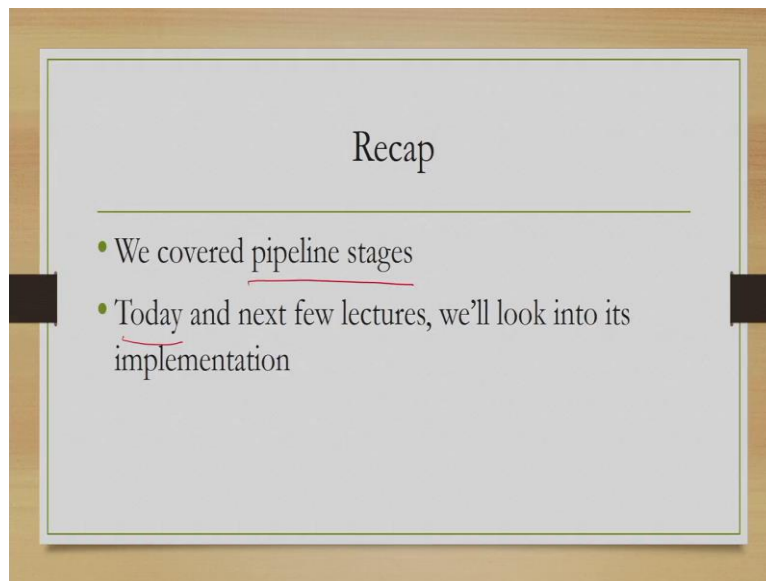 Recap
• We covered pipeline stages
• Today and next few lectures, we'll look into its
implementation